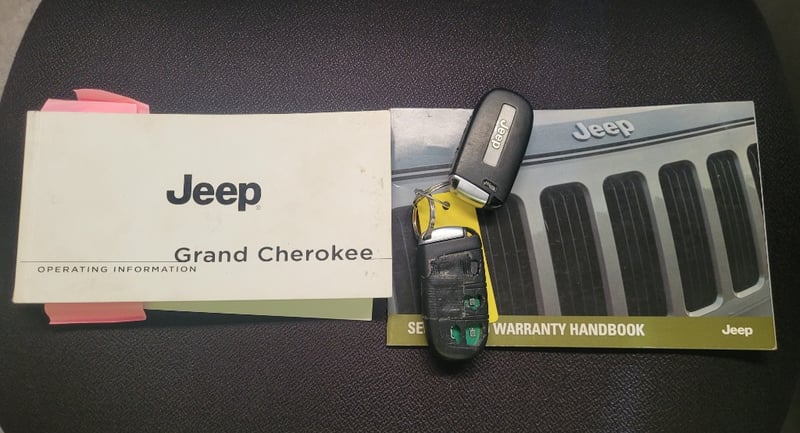 Jeep
Grand Cherokee
OPERATING INFORMATION
Jeep
Jeep
WARRANTY HANDBOOK
Jeep